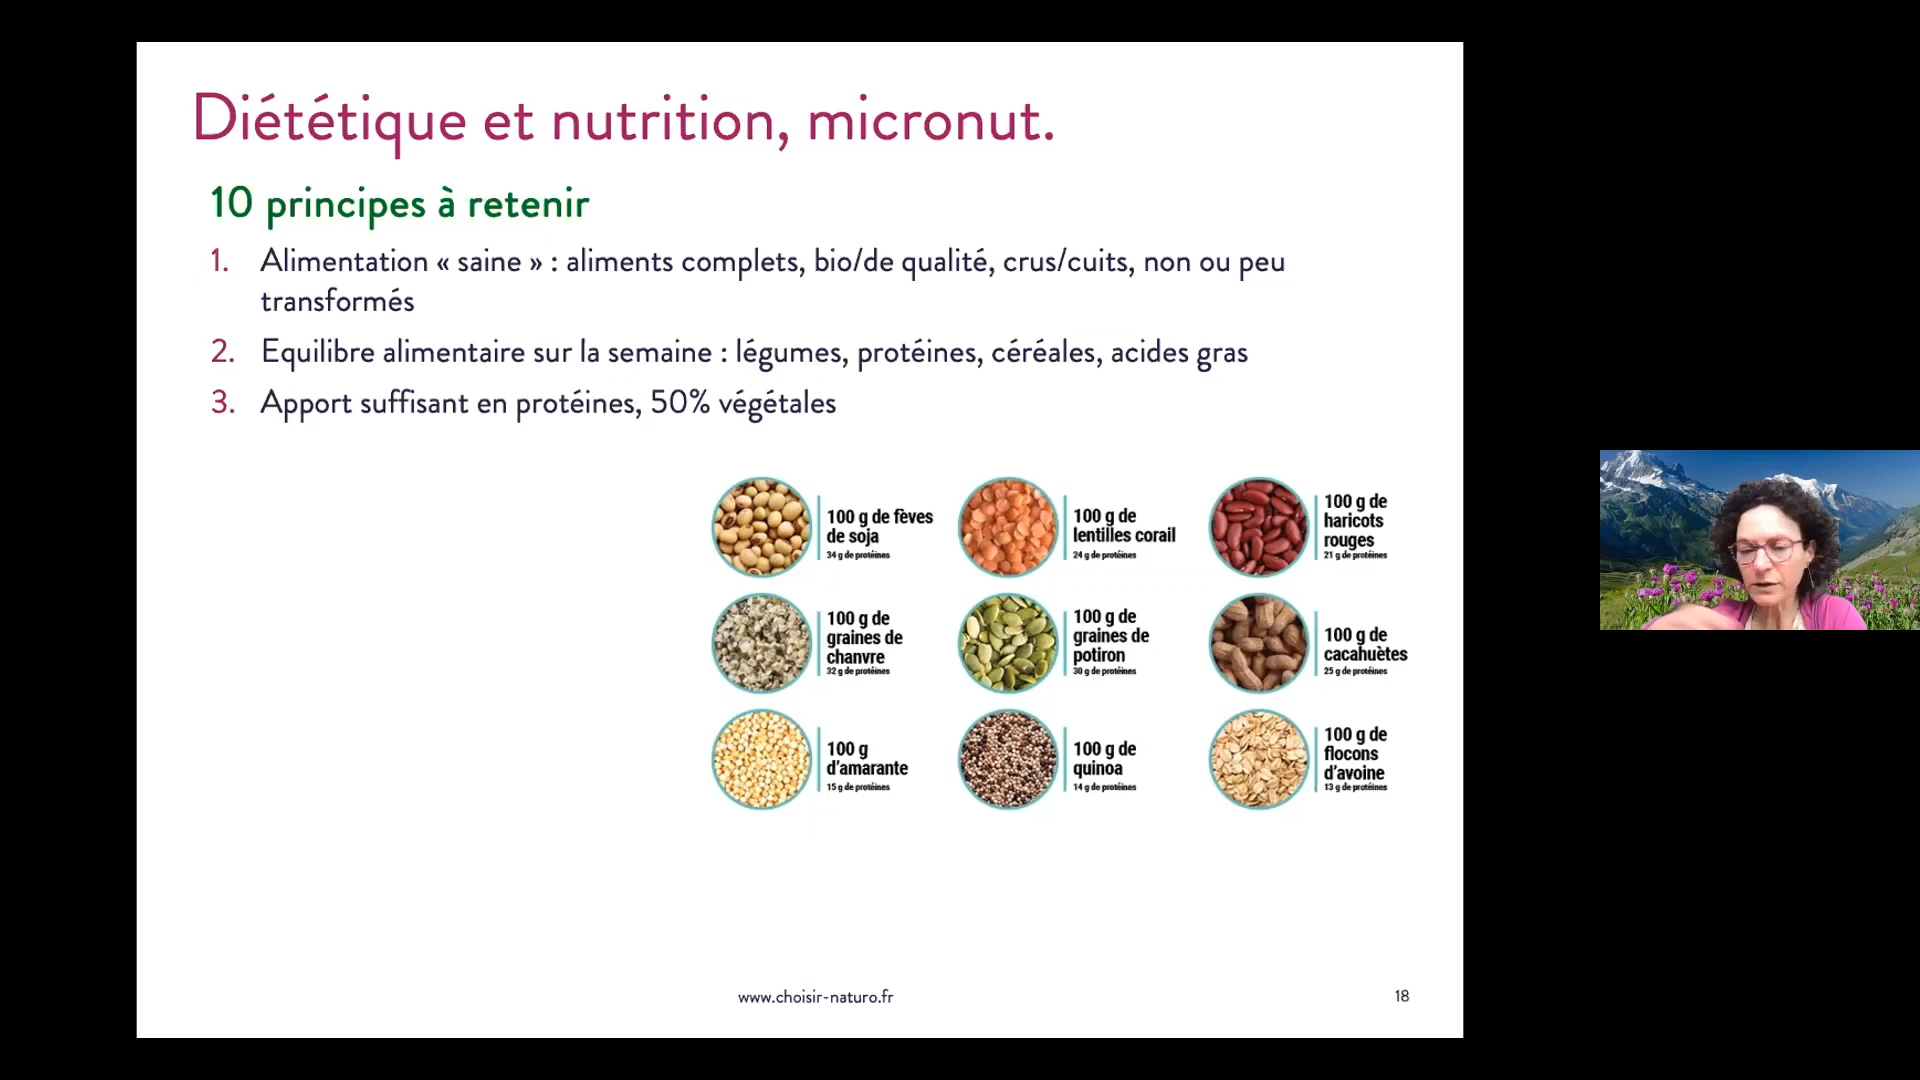 Diététique et nutrition, micronut.
10 principes à retenir
1. Alimentation « saine » : aliments complets, bio/de qualité, crus/cuits, non ou peu
transformés
2. Equilibre alimentaire sur la semaine : légumes, protéines, céréales, acides gras
3. Apport suffisant en protéines, 50% végétales
100 g de fèves
de soja
34 g de protéines
100 g de
lentilles corail
24 g de protéines
100 g de
haricots
rouges
21 g de protéines
100 g de
graines de
chanvre
32 g de protéines
100 g de
graines de
potiron
30 g de protéines
100 g de
cacahuètes
25 g de protéines
100 g
d'amarante
15 g de protéines
100 g de
quinoa
14 g de protéines
100 g de
flocons
d'avoine
13 g de protéines
www.choisir-naturo.fr
18